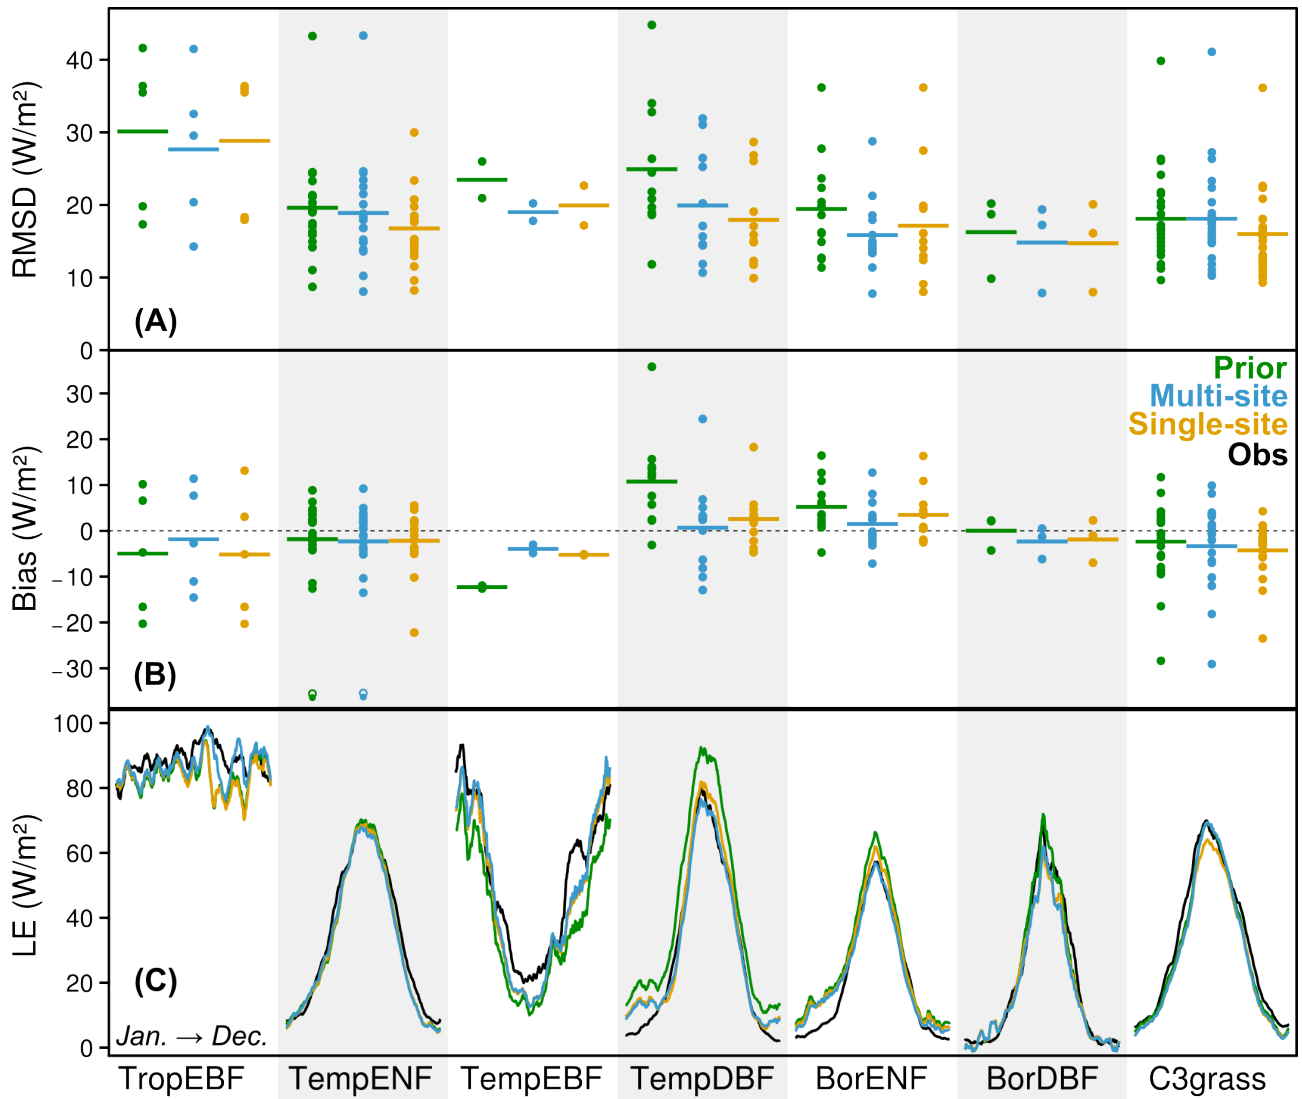 RMSD (W/m²)
40
30
20
10
0
(A)
Bias (W/m²)
30
20
10
0
−10
−20
−30
(B)
Prior
Multi-site
Single-site
Obs
LE (W/m²)
100
80
60
40
20
0
(C)
Jan. → Dec.
TropEBF TempENF TempEBF TempDBF BorENF BorDBF C3grass